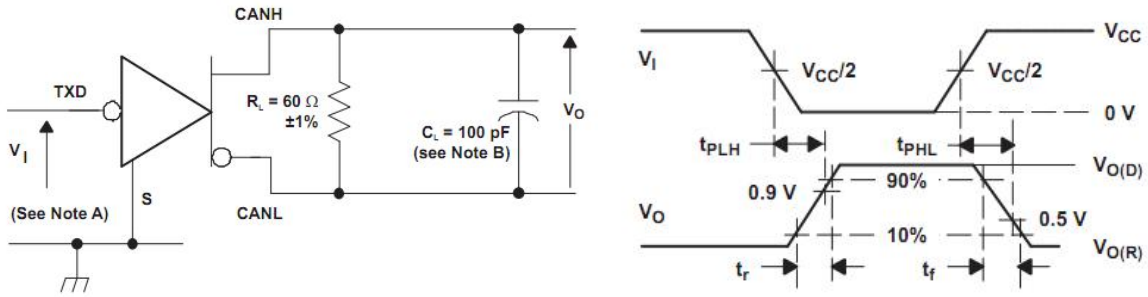 CANH
TXD
R_L = 60 Ω
±1%
C_L = 100 pF
(see Note B)
V_O
V_I
(See Note A)
S
CANL
V_I
V_CC
V_CC/2
V_CC/2
0 V
t_PLH
t_PHL
V_O(D)
90%
0.9 V
V_O
0.5 V
10%
V_O(R)
t_r
t_f